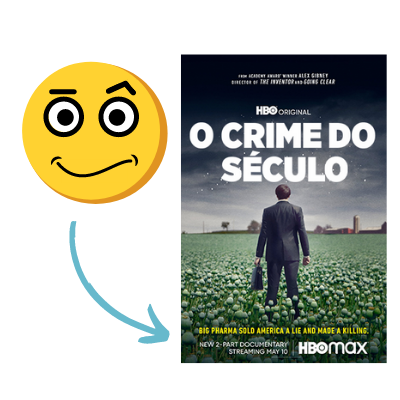 FROM ACADEMY AWARD® WINNER ALEX GIBNEY
DIRECTOR OF THE INVENTOR AND GOING CLEAR
HBO ORIGINAL
O CRIME DO
SÉCULO
BIG PHARMA SOLD AMERICA A LIE AND MADE A KILLING.
NEW 2-PART DOCUMENTARY
STREAMING MAY 10
HBOMAX